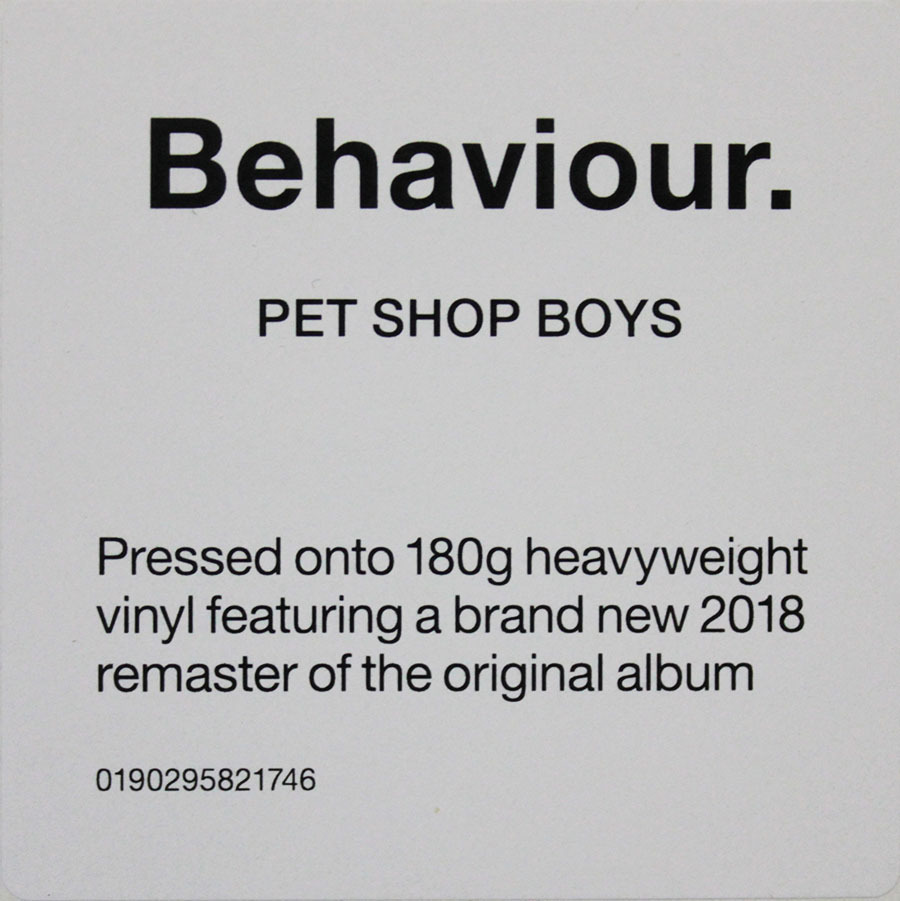 Behaviour.
PET SHOP BOYS
Pressed onto 180g heavyweight
vinyl featuring a brand new 2018
remaster of the original album
0190295821746